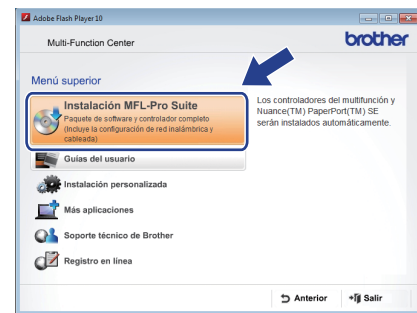 Adobe Flash Player 10
Multi-Function Center
brother
Menú superior
Instalación MFL-Pro Suite
Paquete de software y controlador completo
(Incluye la configuración de red inalámbrica y
cableada)
Los controladores del multifunción y
Nuance(TM) PaperPort(TM) SE
serán instalados automáticamente.
Guías del usuario
Instalación personalizada
Más aplicaciones
Soporte técnico de Brother
Registro en línea
Anterior
Salir